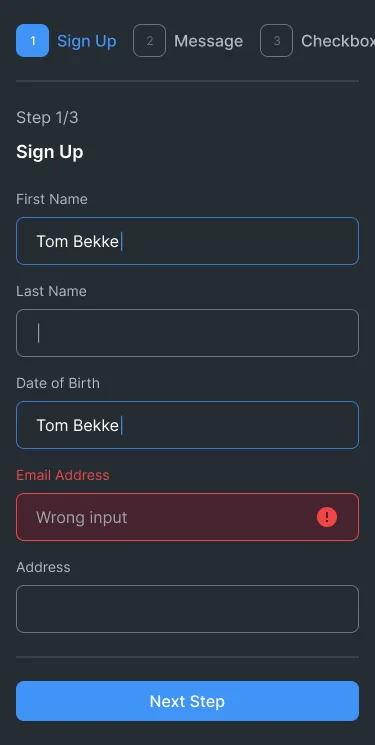 1 Sign Up 2 Message 3 Checkbox
Step 1/3
Sign Up
First Name
Tom Bekke
Last Name
Date of Birth
Tom Bekke
Email Address
Wrong input
!
Address
Next Step